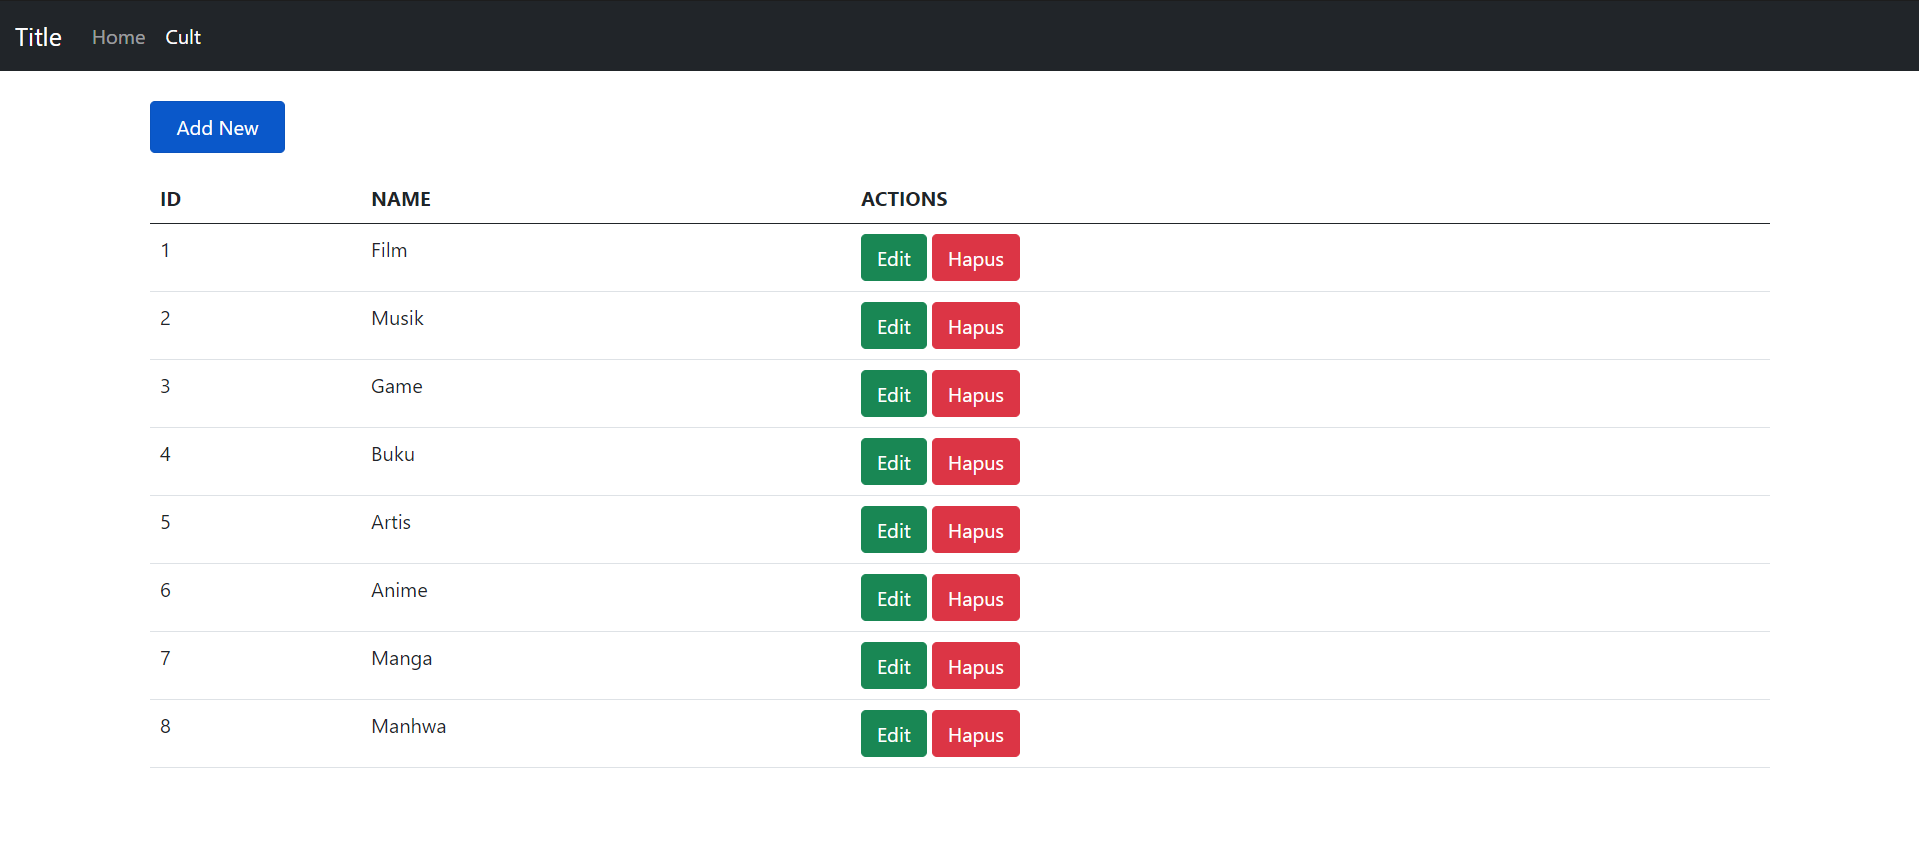 Title Home Cult
Add New
ID NAME ACTIONS
1 Film Edit Hapus
2 Musik Edit Hapus
3 Game Edit Hapus
4 Buku Edit Hapus
5 Artis Edit Hapus
6 Anime Edit Hapus
7 Manga Edit Hapus
8 Manhwa Edit Hapus